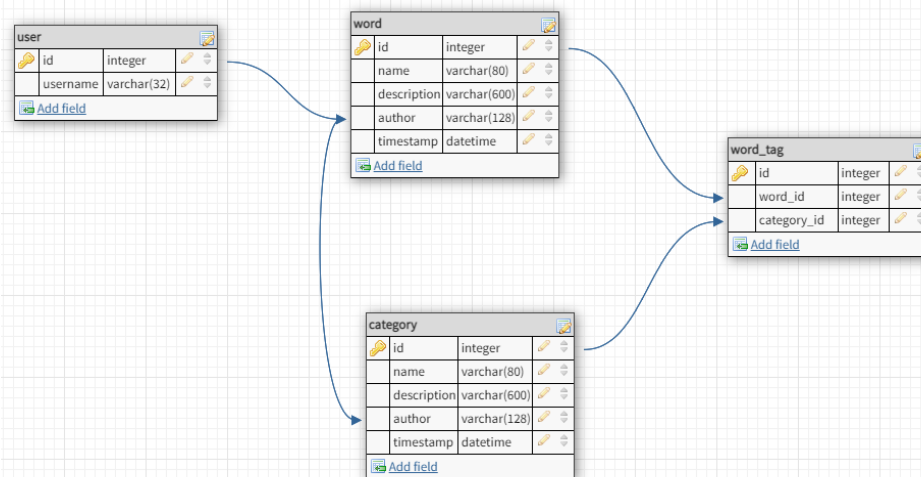 user
id integer
username varchar(32)
Add field
word
id integer
name varchar(80)
description varchar(600)
author varchar(128)
timestamp datetime
Add field
word_tag
id integer
word_id integer
category_id integer
Add field
category
id integer
name varchar(80)
description varchar(600)
author varchar(128)
timestamp datetime
Add field